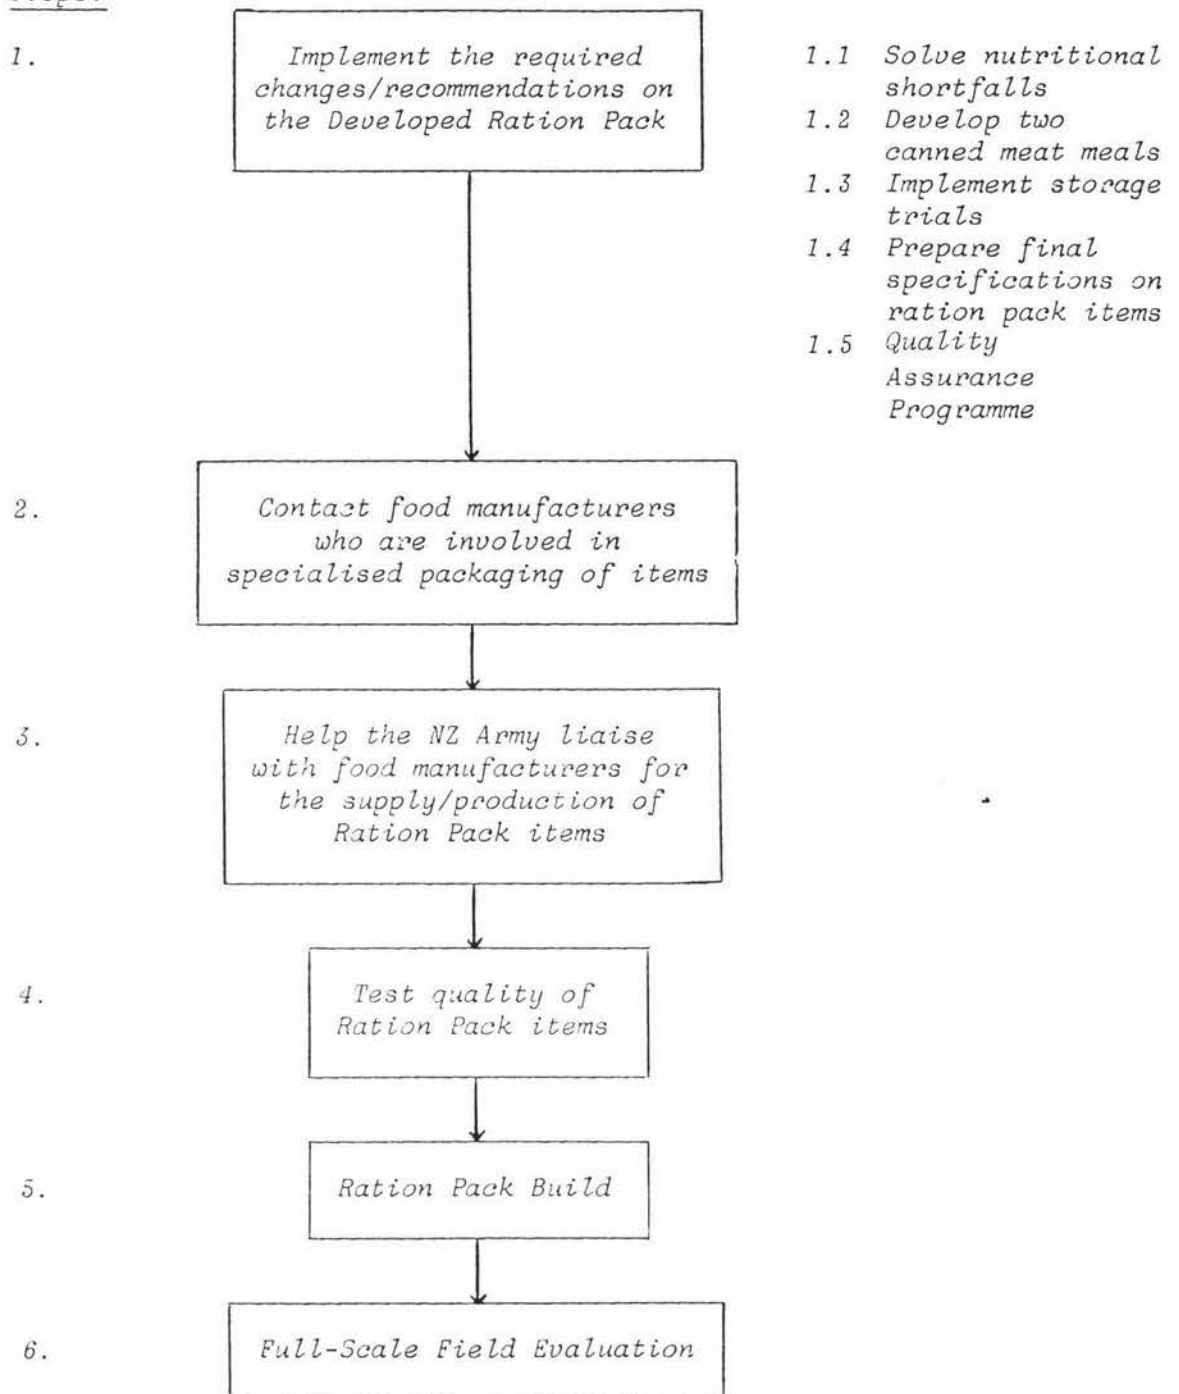 1.
Implement the required
changes/recommendations on
the Developed Ration Pack
1.1 Solve nutritional
shortfalls
1.2 Develop two
canned meat meals
1.3 Implement storage
trials
1.4 Prepare final
specifications on
ration pack items
1.5 Quality
Assurance
Programme
2.
Contact food manufacturers
who are involved in
specialised packaging of items
3.
Help the NZ Army liaise
with food manufacturers for
the supply/production of
Ration Pack items
4.
Test quality of
Ration Pack items
5.
Ration Pack Build
6.
Full-Scale Field Evaluation